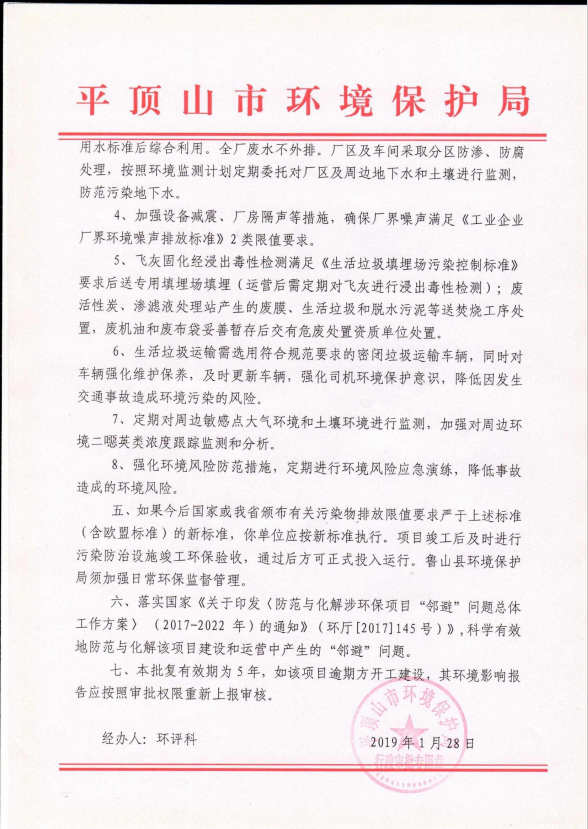 平顶山市环境保护局
用水标准后综合利用。全厂废水不外排。厂区及车间采取分区防渗、防腐
处理，按照环境监测计划定期委托对厂区及周边地下水和土壤进行监测，
防范污染地下水。
4、加强设备减震、厂房隔声等措施，确保厂界噪声满足《工业企业
厂界环境噪声排放标准》2 类限值要求。
5、飞灰固化经浸出毒性检测满足《生活垃圾填埋场污染控制标准》
要求后送专用填埋场填埋（运营后需定期对飞灰进行浸出毒性检测）；废
活性炭、渗滤液处理站产生的废膜、生活垃圾和脱水污泥等送焚烧工序处
置，废机油和废布袋妥善暂存后交有危废处置资质单位处置。
6、生活垃圾运输需选用符合规范要求的密闭垃圾运输车辆，同时对
车辆强化维护保养，及时更新车辆，强化司机环境保护意识，降低因发生
交通事故造成环境污染的风险。
7、定期对周边敏感点大气环境和土壤环境进行监测，加强对周边环
境二噁英类浓度跟踪监测和分析。
8、强化环境风险防范措施，定期进行环境风险应急演练，降低事故
造成的环境风险。
五、如果今后国家或我省颁布有关污染物排放限值要求严于上述标准
（含欧盟标准）的新标准，你单位应按新标准执行。项目竣工后及时进行
污染防治设施竣工环保验收，通过后方可正式投入运行。鲁山县环境保护
局须加强日常环保监督管理。
六、落实国家《关于印发〈防范与化解涉环保项目“邻避”问题总体
工作方案〉（2017-2022 年）的通知》（环厅[2017]145 号）》，科学有效
地防范与化解该项目建设和运营中产生的“邻避”问题。
七、本批复有效期为 5 年，如该项目逾期方开工建设，其环境影响报
告应按照审批权限重新上报审核。
经办人：环评科
2019 年 1 月 28 日
平顶山市环境保护局
行政审批专用章